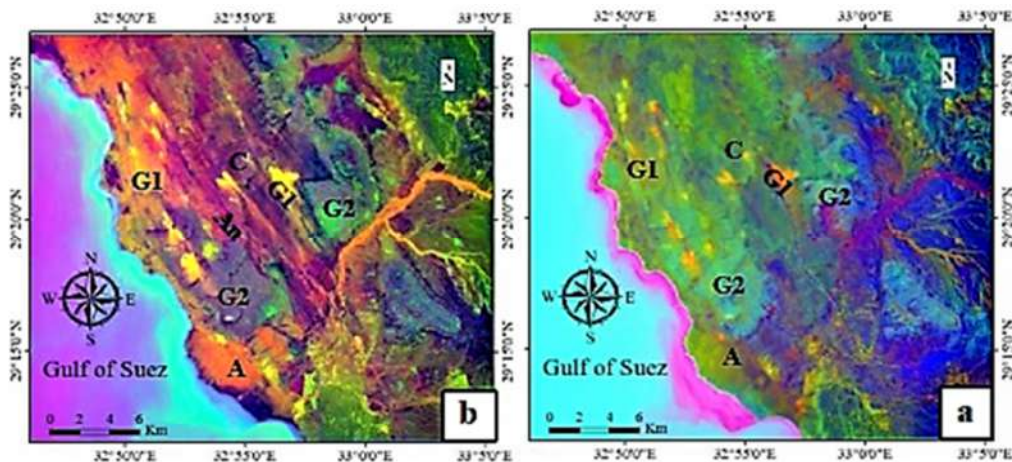 32°50'0"E 32°55'0"E 33°0'0"E 33°5'0"E
29°25'0"N
29°20'0"N
29°15'0"N
N
C
G1
G1
G2
An
N
W E
S
G2
A
Gulf of Suez
0 2 4 6
Km
b
32°50'0"E 32°55'0"E 33°0'0"E
32°50'0"E 32°55'0"E 33°0'0"E 33°5'0"E
N
C
G1
G1
G2
N
W E
S
G2
A
Gulf of Suez
0 2 4 6
Km
a
29°25'0"N
29°20'0"N
29°15'0"N
32°50'0"E 32°55'0"E 33°0'0"E 33°5'0"E